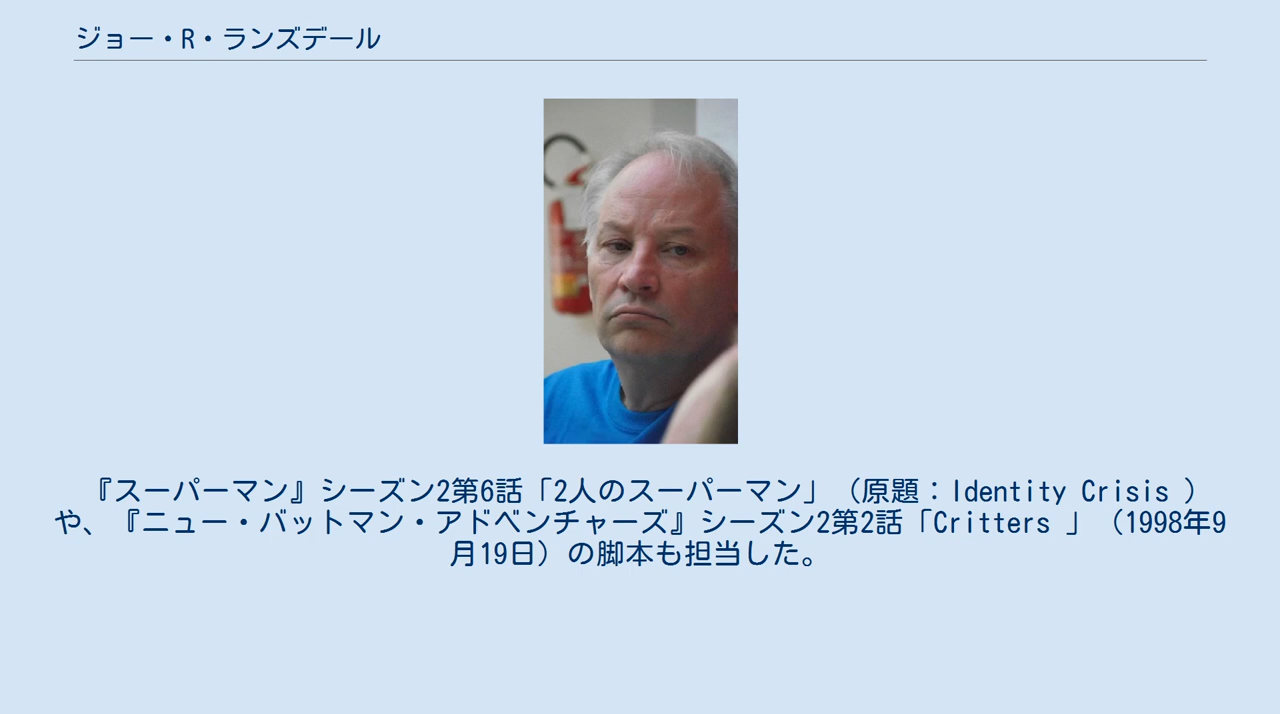 ジョー・R・ランズデール
『スーパーマン』シーズン2第6話「2人のスーパーマン」（原題：Identity Crisis ）
や、『ニュー・バットマン・アドベンチャーズ』シーズン2第2話「Critters 」（1998年9
月19日）の脚本も担当した。